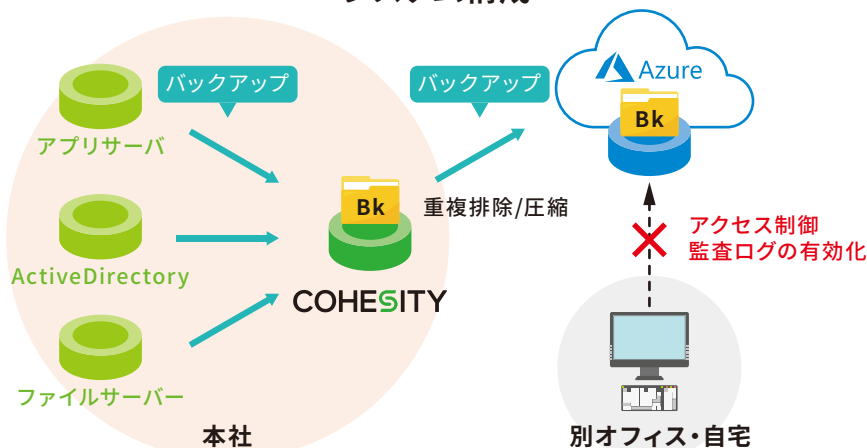 バックアップ
バックアップ
Azure
Bk
アプリサーバ
Bk
重複排除/圧縮
アクセス制御
監査ログの有効化
ActiveDirectory
COHESITY
ファイルサーバー
本社
別オフィス・自宅